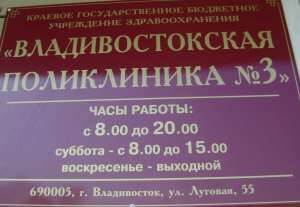 КРАЕВОЕ ГОСУДАРСТВЕННОЕ БЮДЖЕТНОЕ
УЧРЕЖДЕНИЕ ЗДРАВООХРАНЕНИЯ
«ВЛАДИВОСТОКСКАЯ
ПОЛИКЛИНИКА №3»
ЧАСЫ РАБОТЫ:
с 8.00 до 20.00
суббота - с 8.00 до 15.00
воскресенье - выходной
690005, г. Владивосток, ул. Луговая, 55